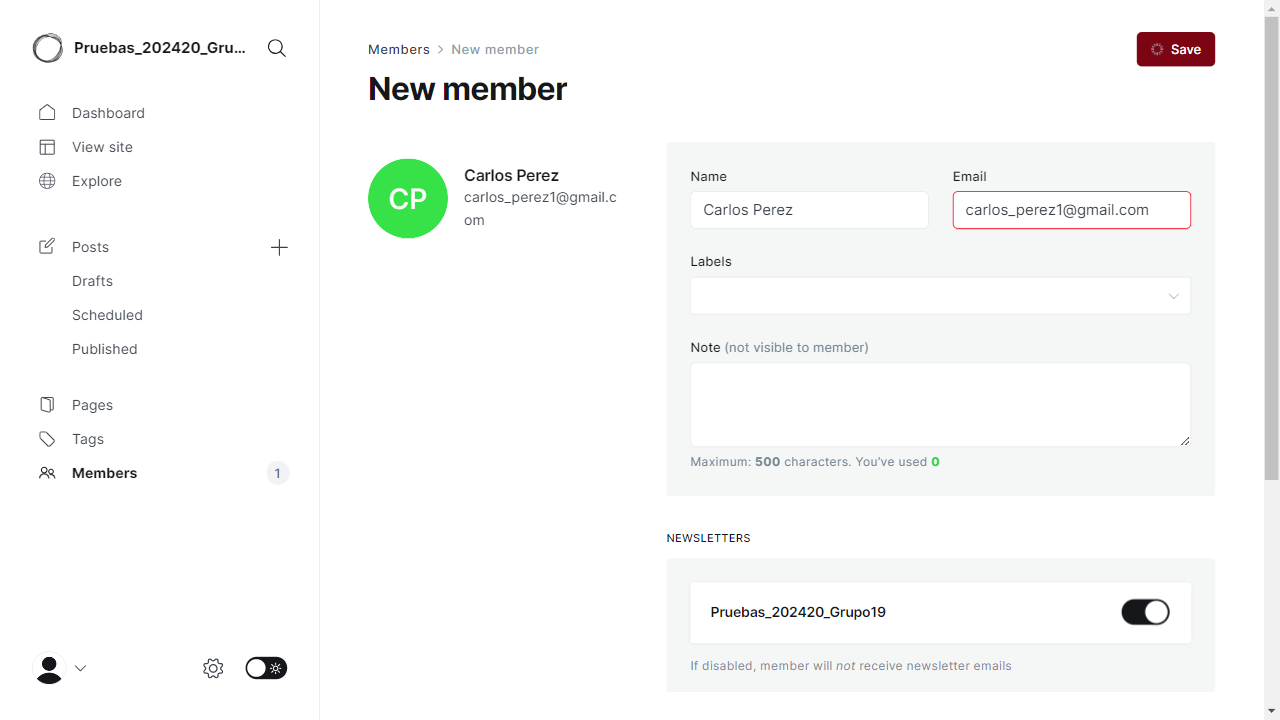 Pruebas_202420_Gru...
Dashboard
View site
Explore
Posts
Drafts
Scheduled
Published
Pages
Tags
Members
1
Members > New member
Save
New member
CP
Carlos Perez
carlos_perez1@gmail.c
om
Name
Email
Carlos Perez
carlos_perez1@gmail.com
Labels
Note (not visible to member)
Maximum: 500 characters. You've used 0
NEWSLETTERS
Pruebas_202420_Grupo19
If disabled, member will not receive newsletter emails